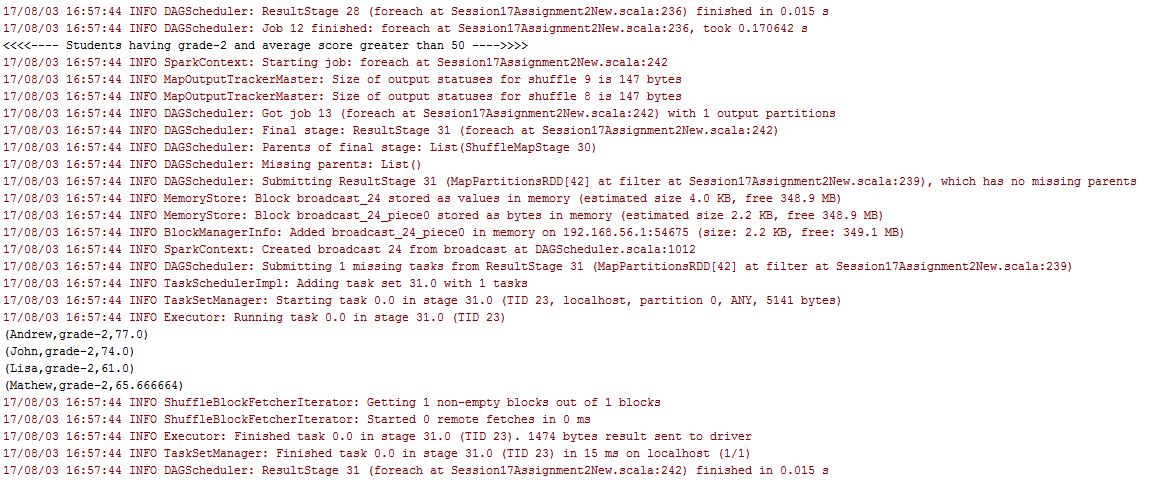 17/08/03 16:57:44 INFO DAGScheduler: ResultStage 28 (foreach at Session17Assignment2New.scala:236) finished in 0.015 s
17/08/03 16:57:44 INFO DAGScheduler: Job 12 finished: foreach at Session17Assignment2New.scala:236, took 0.170642 s
<<<<---- Students having grade-2 and average score greater than 50 ---->>>>
17/08/03 16:57:44 INFO SparkContext: Starting job: foreach at Session17Assignment2New.scala:242
17/08/03 16:57:44 INFO MapOutputTrackerMaster: Size of output statuses for shuffle 9 is 147 bytes
17/08/03 16:57:44 INFO MapOutputTrackerMaster: Size of output statuses for shuffle 8 is 147 bytes
17/08/03 16:57:44 INFO DAGScheduler: Got job 13 (foreach at Session17Assignment2New.scala:242) with 1 output partitions
17/08/03 16:57:44 INFO DAGScheduler: Final stage: ResultStage 31 (foreach at Session17Assignment2New.scala:242)
17/08/03 16:57:44 INFO DAGScheduler: Parents of final stage: List(ShuffleMapStage 30)
17/08/03 16:57:44 INFO DAGScheduler: Missing parents: List()
17/08/03 16:57:44 INFO DAGScheduler: Submitting ResultStage 31 (MapPartitionsRDD[42] at filter at Session17Assignment2New.scala:239), which has no missing parents
17/08/03 16:57:44 INFO MemoryStore: Block broadcast_24 stored as values in memory (estimated size 4.0 KB, free 348.9 MB)
17/08/03 16:57:44 INFO MemoryStore: Block broadcast_24_piece0 stored as bytes in memory (estimated size 2.2 KB, free 348.9 MB)
17/08/03 16:57:44 INFO BlockManagerInfo: Added broadcast_24_piece0 in memory on 192.168.56.1:54675 (size: 2.2 KB, free: 349.1 MB)
17/08/03 16:57:44 INFO SparkContext: Created broadcast 24 from broadcast at DAGScheduler.scala:1012
17/08/03 16:57:44 INFO DAGScheduler: Submitting 1 missing tasks from ResultStage 31 (MapPartitionsRDD[42] at filter at Session17Assignment2New.scala:239)
17/08/03 16:57:44 INFO TaskSchedulerImpl: Adding task set 31.0 with 1 tasks
17/08/03 16:57:44 INFO TaskSetManager: Starting task 0.0 in stage 31.0 (TID 23, localhost, partition 0, ANY, 5141 bytes)
17/08/03 16:57:44 INFO Executor: Running task 0.0 in stage 31.0 (TID 23)
(Andrew,grade-2,77.0)
(John,grade-2,74.0)
(Lisa,grade-2,61.0)
(Mathew,grade-2,65.666664)
17/08/03 16:57:44 INFO ShuffleBlockFetcherIterator: Getting 1 non-empty blocks out of 1 blocks
17/08/03 16:57:44 INFO ShuffleBlockFetcherIterator: Started 0 remote fetches in 0 ms
17/08/03 16:57:44 INFO Executor: Finished task 0.0 in stage 31.0 (TID 23). 1474 bytes result sent to driver
17/08/03 16:57:44 INFO TaskSetManager: Finished task 0.0 in stage 31.0 (TID 23) in 15 ms on localhost (1/1)
17/08/03 16:57:44 INFO DAGScheduler: ResultStage 31 (foreach at Session17Assignment2New.scala:242) finished in 0.015 s